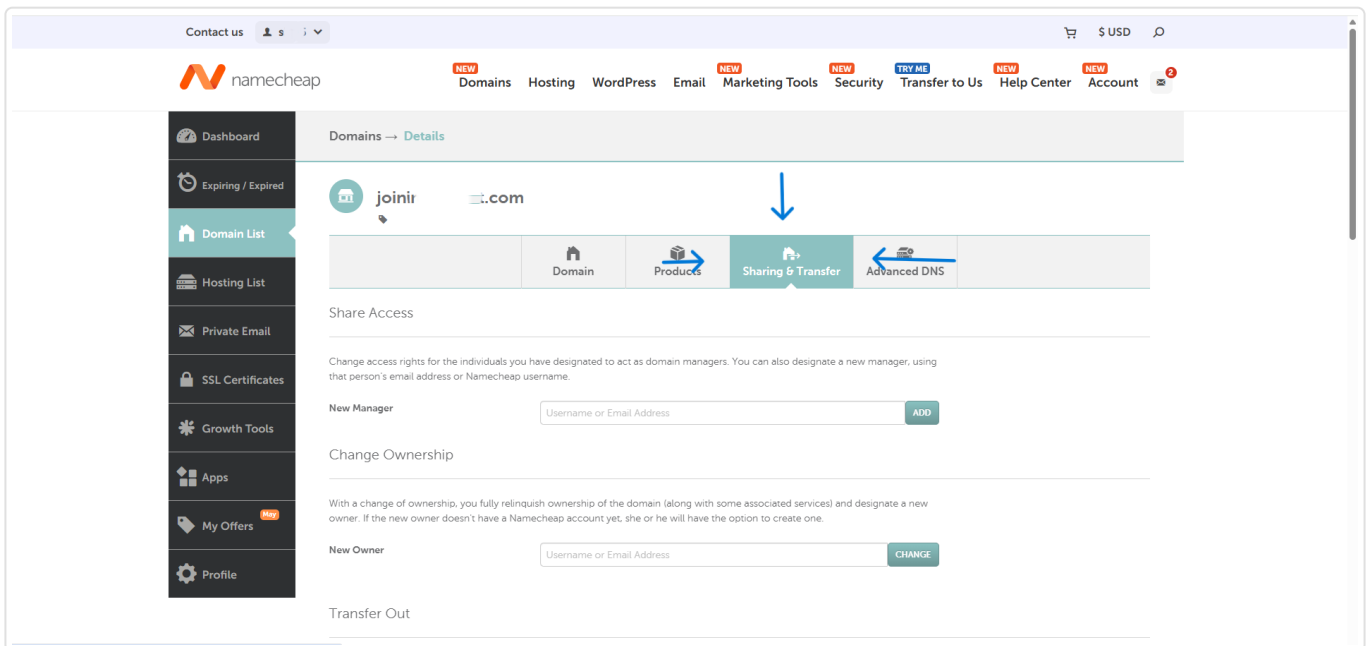 Contact us s
$ USD
namecheap
NEW NEW NEW TRY ME NEW NEW
Domains Hosting WordPress Email Marketing Tools Security Transfer to Us Help Center Account 2
Dashboard
Expiring / Expired
Domain List
Hosting List
Private Email
SSL Certificates
Growth Tools
Apps
My Offers May
Profile
Domains → Details
.com
Domain Products Sharing & Transfer Advanced DNS
Share Access
Change access rights for the individuals you have designated to act as domain managers. You can also designate a new manager, using
that person's email address or Namecheap username.
New Manager Username or Email Address ADD
Change Ownership
With a change of ownership, you fully relinquish ownership of the domain (along with some associated services) and designate a new
owner. If the new owner doesn't have a Namecheap account yet, she or he will have the option to create one.
New Owner Username or Email Address CHANGE
Transfer Out